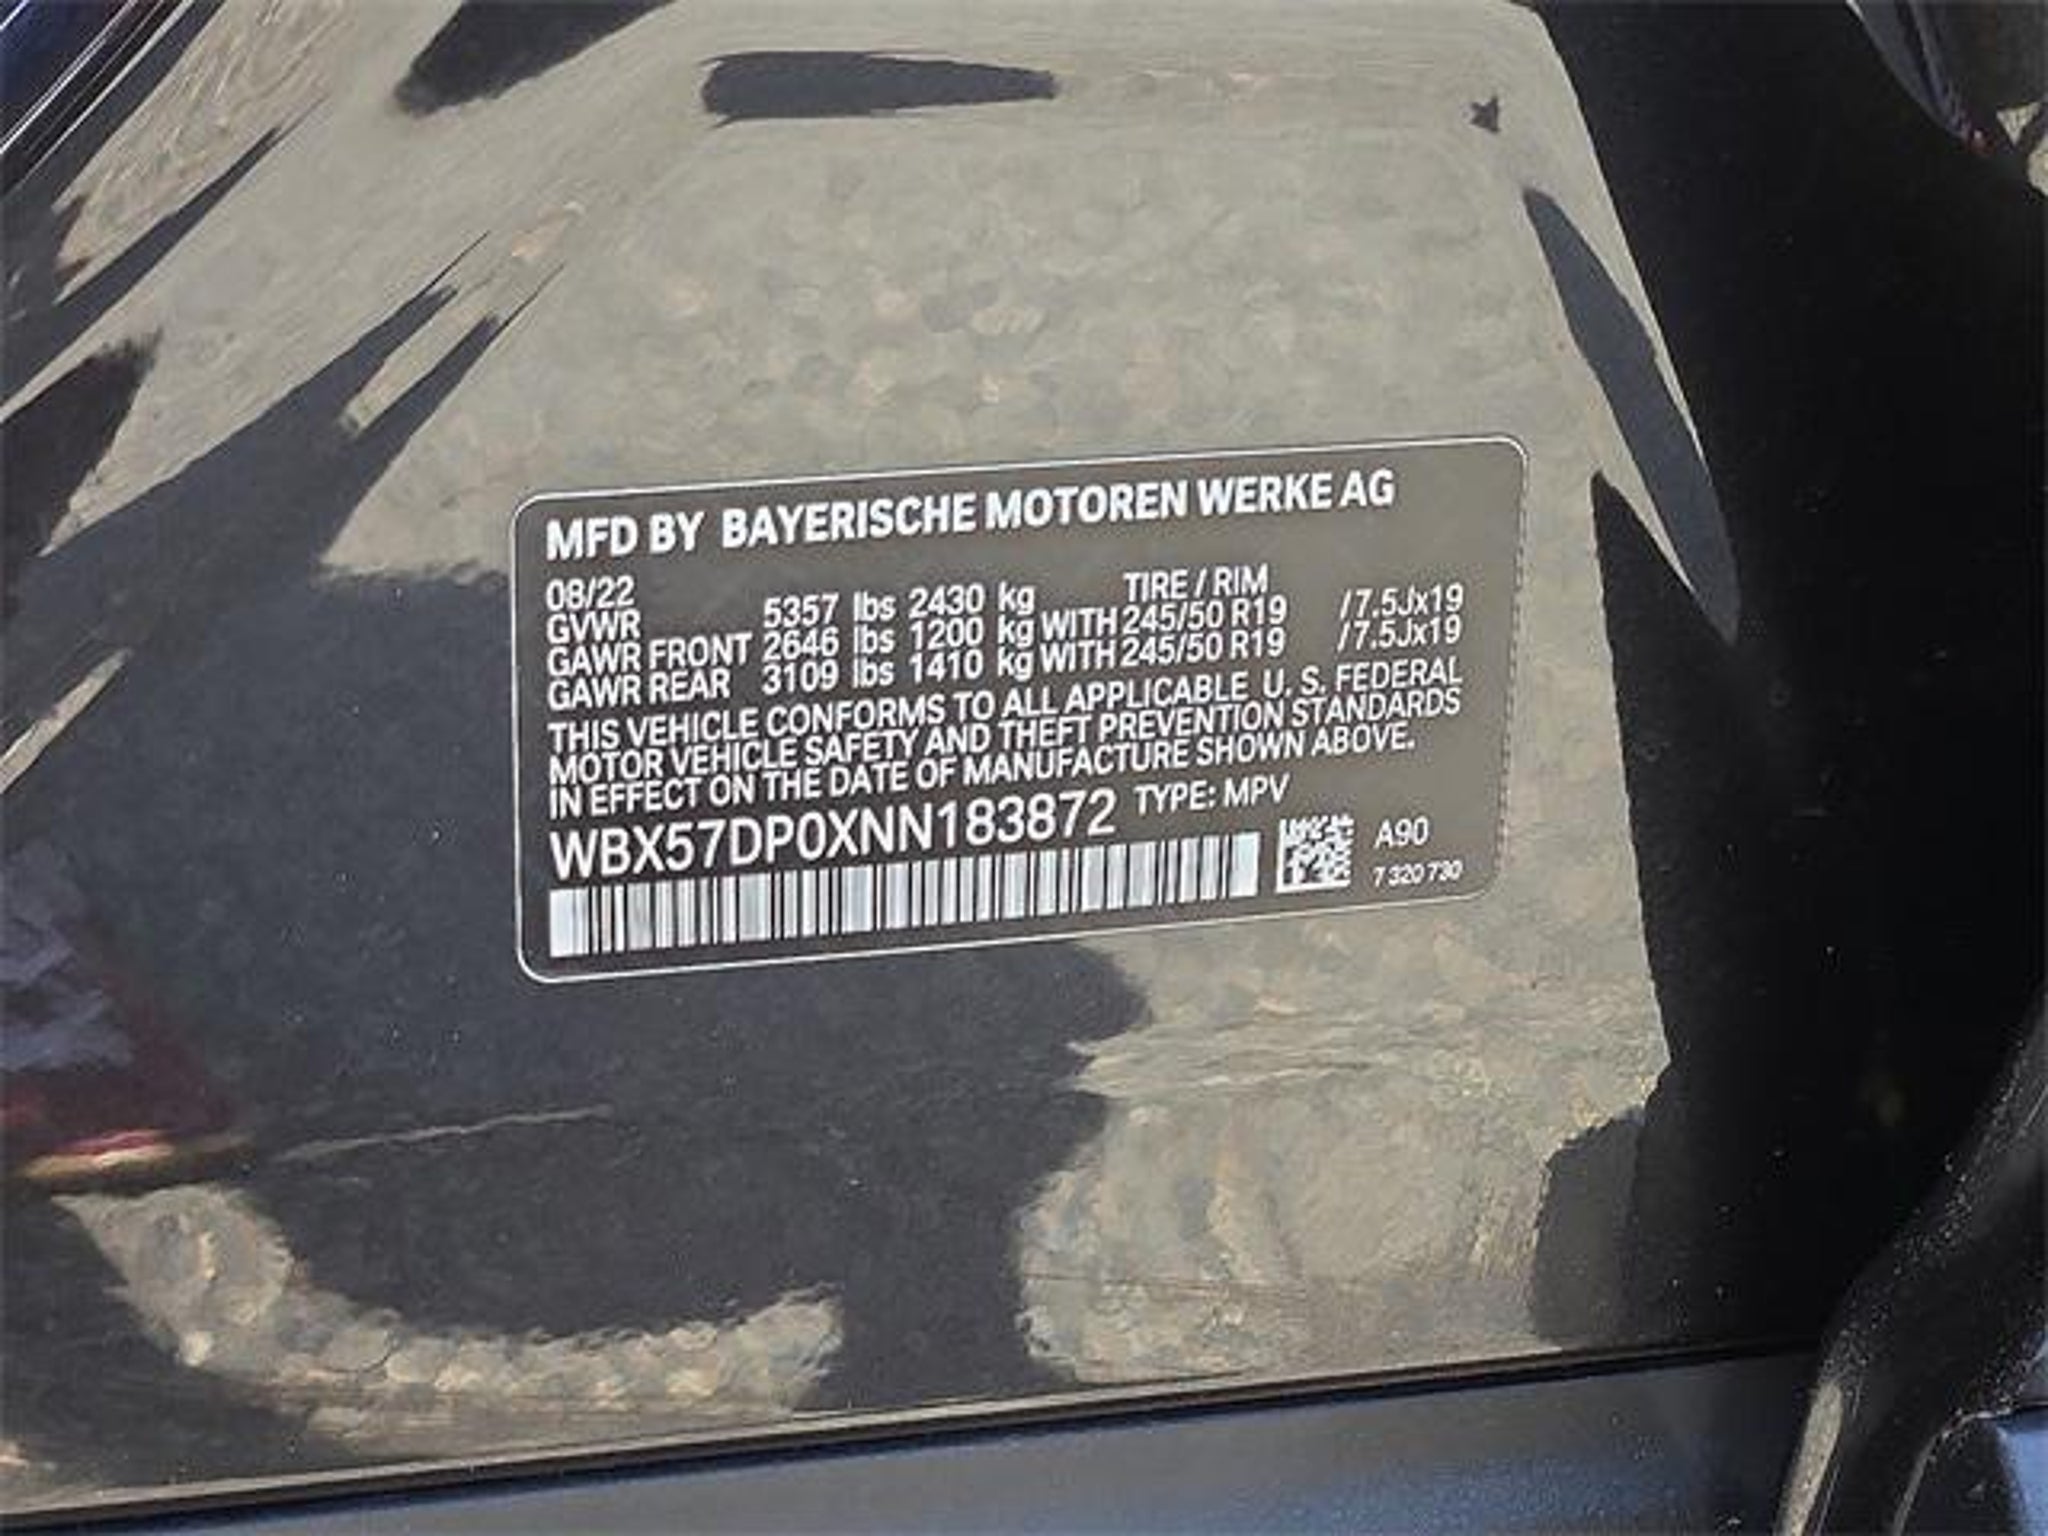 MFD BY BAYERISCHE MOTOREN WERKE AG
08/22 TIRE / RIM
GVWR 5357 lbs 2430 kg
GAWR FRONT 2646 lbs 1200 kg WITH 245/50 R19 /7.5Jx19
GAWR REAR 3109 lbs 1410 kg WITH 245/50 R19 /7.5Jx19
THIS VEHICLE CONFORMS TO ALL APPLICABLE U. S. FEDERAL
MOTOR VEHICLE SAFETY AND THEFT PREVENTION STANDARDS
IN EFFECT ON THE DATE OF MANUFACTURE SHOWN ABOVE.
WBX57DP0XNN183872 TYPE: MPV
A90
7 320 730